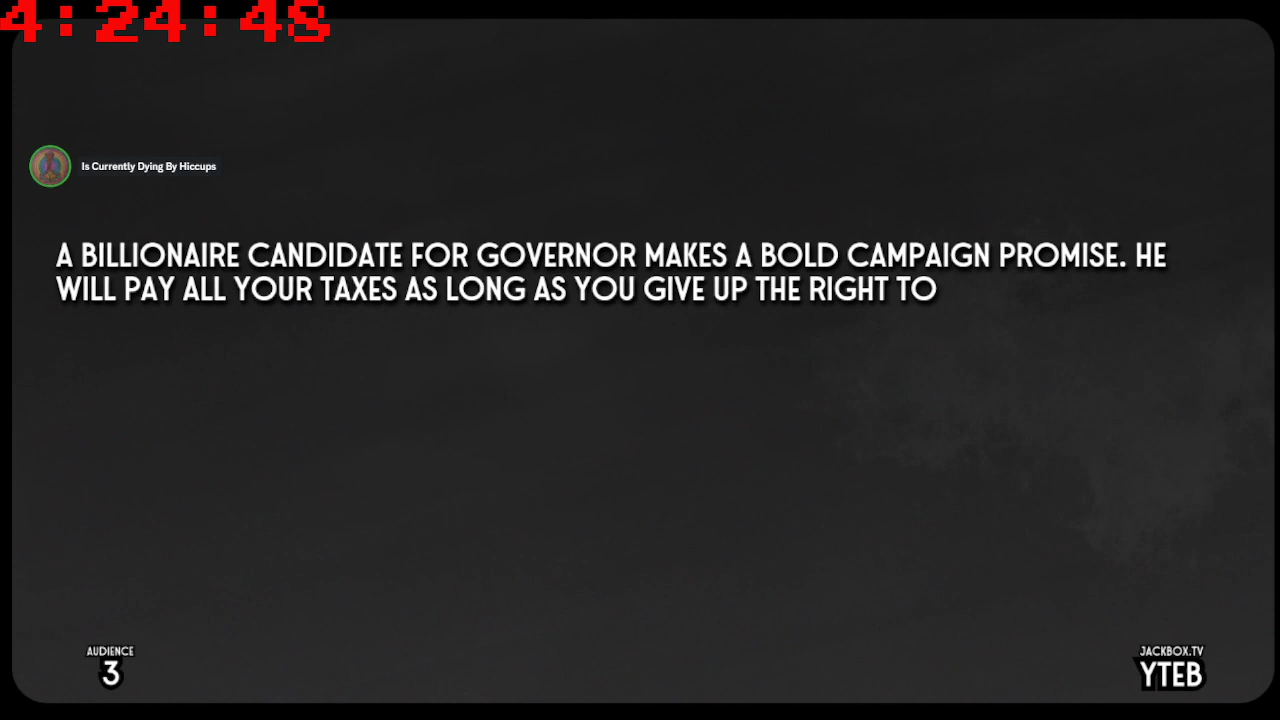 4:24:48
Is Currently Dying By Hiccups
A BILLIONAIRE CANDIDATE FOR GOVERNOR MAKES A BOLD CAMPAIGN PROMISE. HE
WILL PAY ALL YOUR TAXES AS LONG AS YOU GIVE UP THE RIGHT TO
AUDIENCE
3
JACKBOX.TV
YTEB